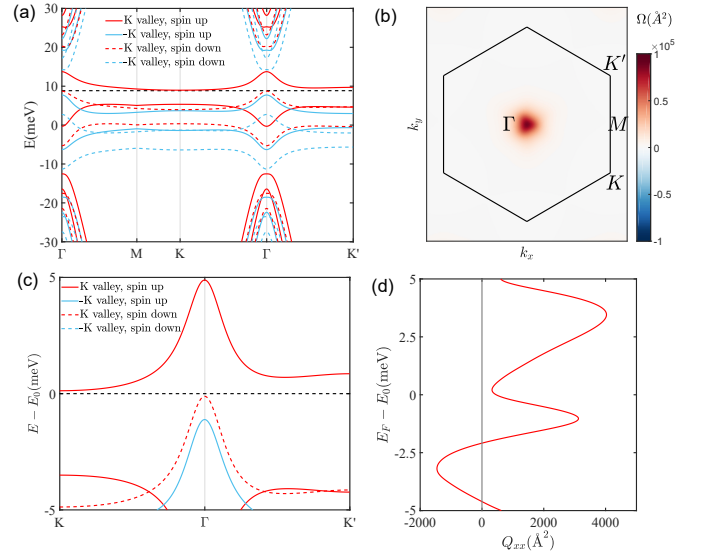 (a)
30
20
10
0
-10
-20
-30
E(meV)
K valley, spin up
-K valley, spin up
K valley, spin down
-K valley, spin down
Γ
M
K
Γ
K'
(b)
Ω(Å²)
×10⁵
1
0.5
0
-0.5
-1
K'
Γ
M
K
k_y
k_x
(c)
5
0
-5
E − E₀(meV)
K valley, spin up
-K valley, spin up
K valley, spin down
-K valley, spin down
K
Γ
K'
(d)
5
2.5
0
-2.5
-5
E_F − E₀(meV)
-2000
0
2000
4000
Q_xx(Å²)